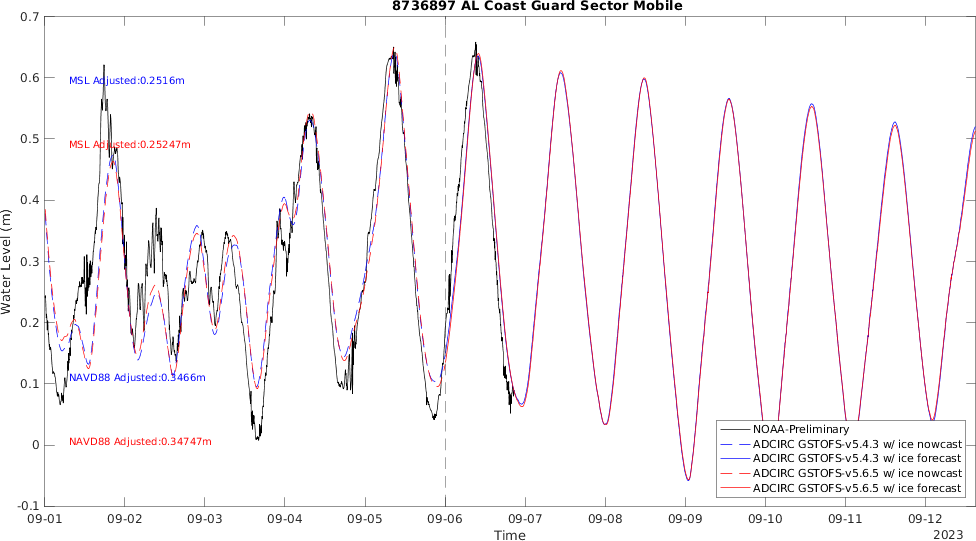 8736897 AL Coast Guard Sector Mobile
0.7
0.6
0.5
0.4
0.3
0.2
0.1
0
-0.1
Water Level (m)
MSL Adjusted:0.2516m
MSL Adjusted:0.25247m
NAVD88 Adjusted:0.3466m
NAVD88 Adjusted:0.34747m
NOAA-Preliminary
ADCIRC GSTOFS-v5.4.3 w/ ice nowcast
ADCIRC GSTOFS-v5.4.3 w/ ice forecast
ADCIRC GSTOFS-v5.6.5 w/ ice nowcast
ADCIRC GSTOFS-v5.6.5 w/ ice forecast
09-01 09-02 09-03 09-04 09-05 09-06 09-07 09-08 09-09 09-10 09-11 09-12
2023
Time